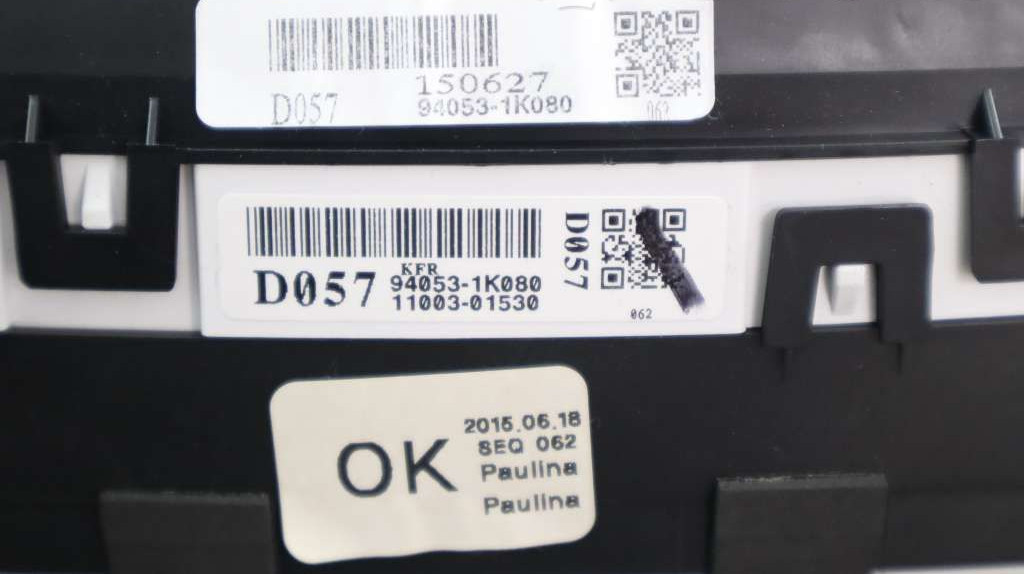 150627
D057 94053-1K080
062
KFR
D057 94053-1K080
11003-01530
D057
062
OK
2015.06.18
SEQ 062
Paulina
Paulina